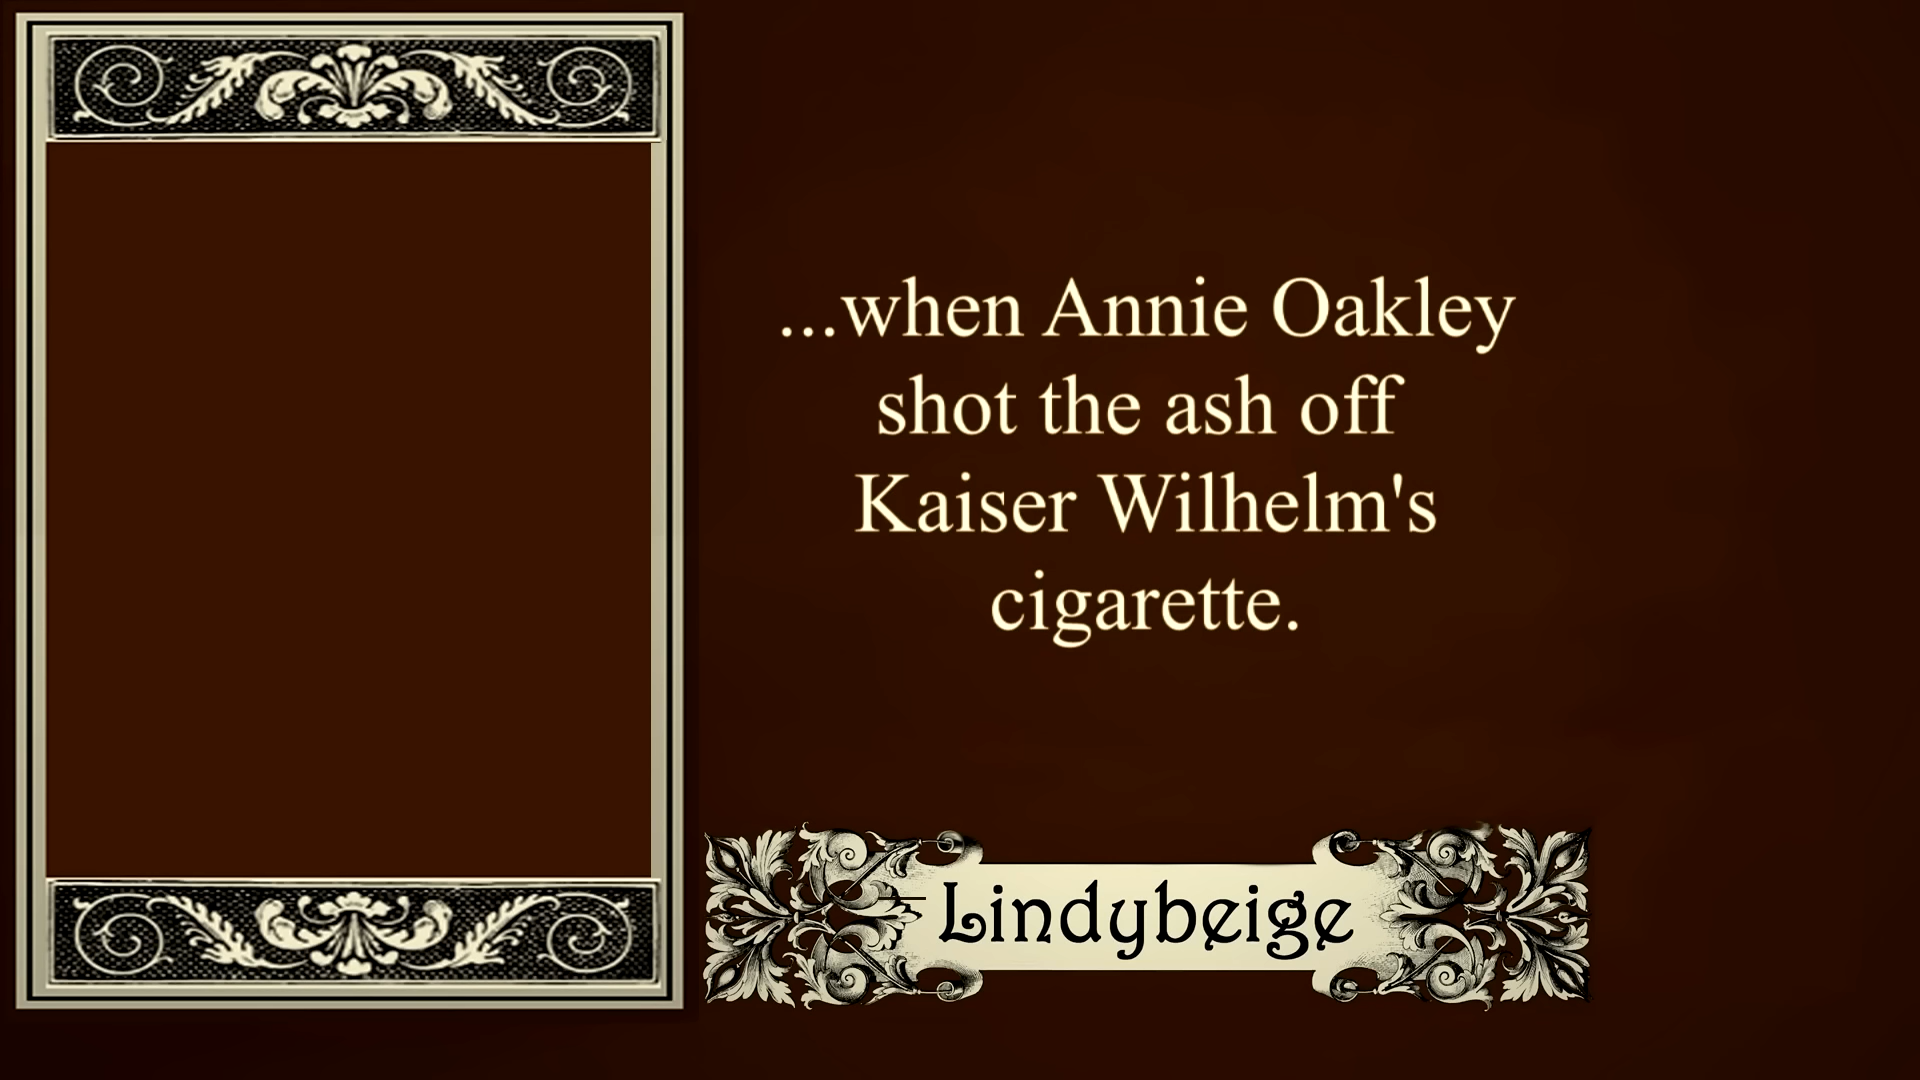 ...when Annie Oakley
shot the ash off
Kaiser Wilhelm's
cigarette.
Lindybeige